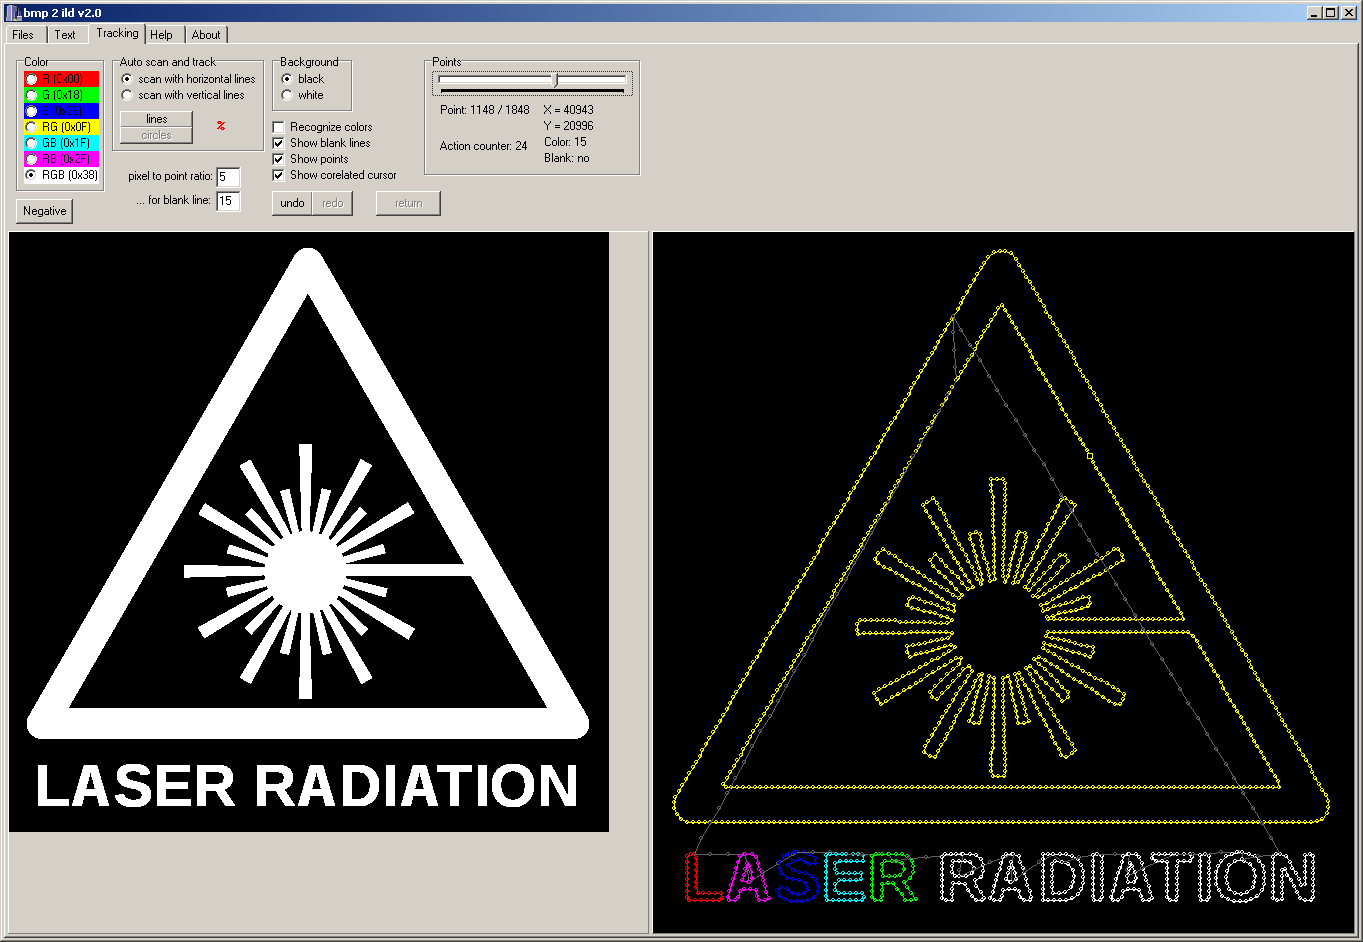 bmp 2 ild v2.0
Files Text Tracking Help About
Color
R (0x00)
G (0x18)
B (0x28)
RG (0x0F)
GB (0x1F)
RB (0x2F)
RGB (0x38)
Negative
Auto scan and track
scan with horizontal lines
scan with vertical lines
lines
circles
%
pixel to point ratio: 5
... for blank line: 15
Background
black
white
Recognize colors
Show blank lines
Show points
Show corelated cursor
undo redo return
Points
Point: 1148 / 1848 X = 40943
Y = 20996
Action counter: 24 Color: 15
Blank: no
LASER RADIATION
LASER RADIATION